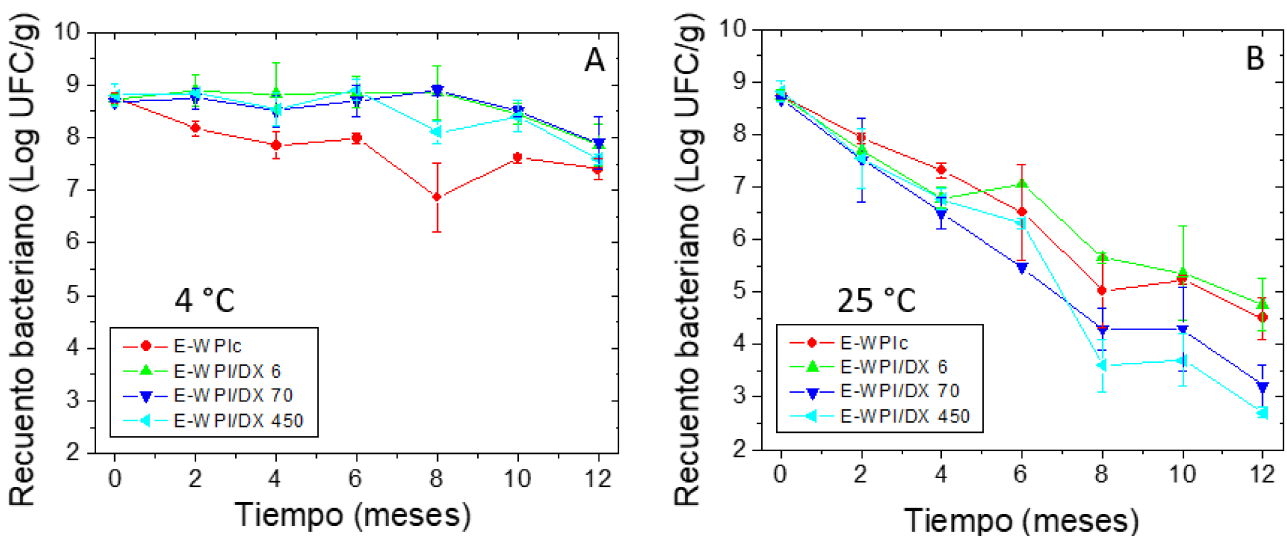 Recuento bacteriano (Log UFC/g)
10
9
8
7
6
5
4
3
2
A
4 °C
E-WPIc
E-WPI/DX 6
E-WPI/DX 70
E-WPI/DX 450
0 2 4 6 8 10 12
Tiempo (meses)
Recuento bacteriano (Log UFC/g)
10
9
8
7
6
5
4
3
2
B
25 °C
E-WPIc
E-WPI/DX 6
E-WPI/DX 70
E-WPI/DX 450
0 2 4 6 8 10 12
Tiempo (meses)